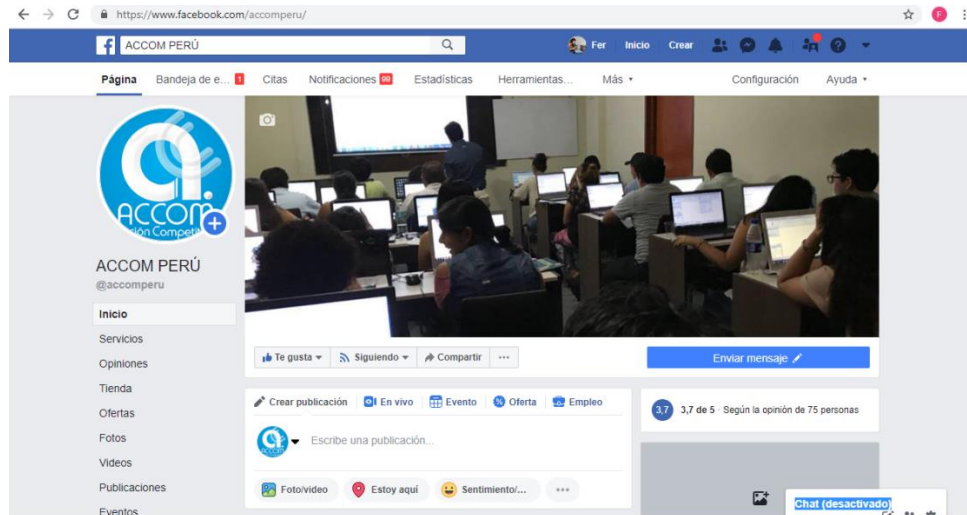 https://www.facebook.com/accomperu/
F
ACCOM PERÚ
Fer Inicio Crear
Página Bandeja de e... 1 Citas Notificaciones 99 Estadísticas Herramientas... Más Configuración Ayuda
ACCOM
ión Competi
ACCOM PERÚ
@accomperu
Inicio
Servicios
Opiniones
Tienda
Ofertas
Fotos
Videos
Publicaciones
Eventos
Te gusta Siguiendo Compartir ...
Enviar mensaje
Crear publicación En vivo Evento Oferta Empleo
Escribe una publicación...
Foto/video Estoy aquí Sentimiento/... ...
3,7 3,7 de 5 · Según la opinión de 75 personas
Chat (desactivado)